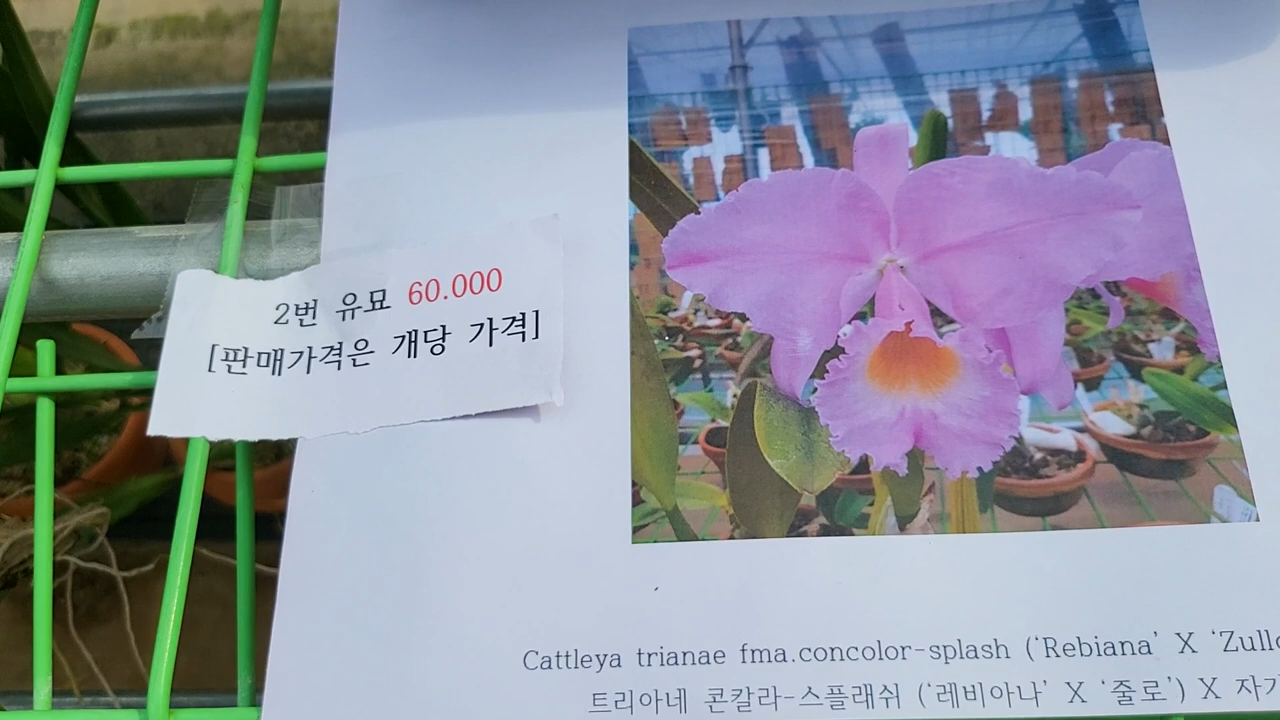 2번 유묘 60.000
[판매가격은 개당 가격]
Cattleya trianae fma.concolor-splash (‘Rebiana’ X ‘Zullo
트리아네 콘칼라-스플래쉬 (‘레비아나’ X ‘줄로’) X 자가